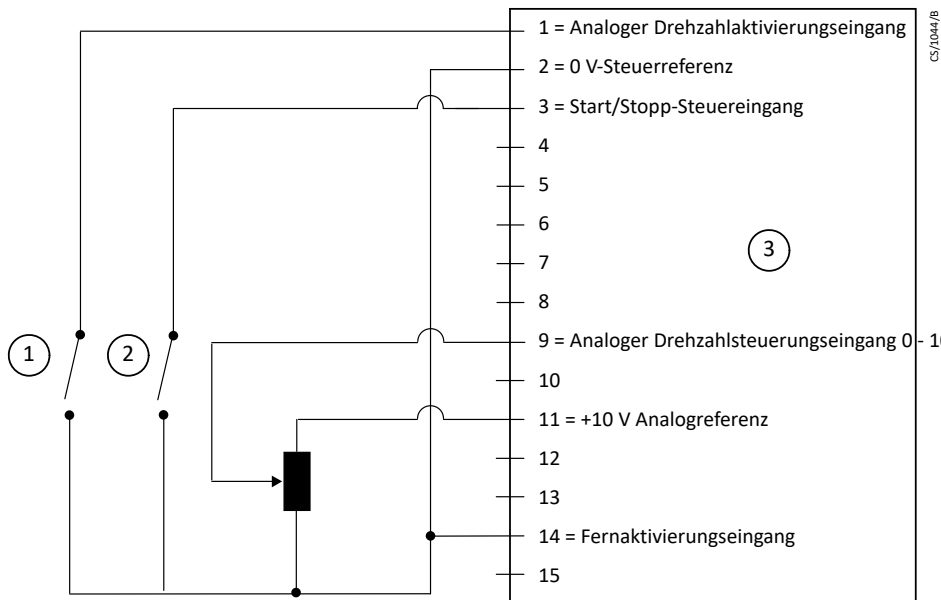 1 = Analoger Drehzahlaktivierungseingang
2 = 0 V-Steuerreferenz
3 = Start/Stopp-Steuereingang
4
5
6
7
8
9 = Analoger Drehzahlsteuerungseingang 0 - 10
10
11 = +10 V Analogreferenz
12
13
14 = Fernaktivierungseingang
15
1
2
3
CS/1044/B